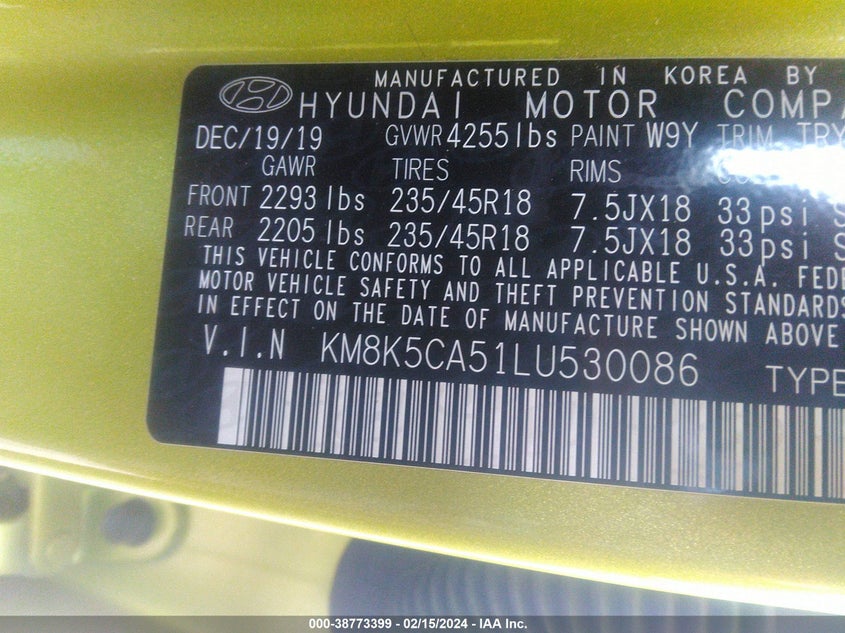 MANUFACTURED IN KOREA BY
HYUNDAI MOTOR COMPA
DEC/19/19 GVWR 4255lbs PAINT W9Y TRIM TRY
GAWR TIRES RIMS
FRONT 2293 lbs 235/45R18 7.5JX18 33psi
REAR 2205 lbs 235/45R18 7.5JX18 33psi
THIS VEHICLE CONFORMS TO ALL APPLICABLE U.S.A. FEDE
MOTOR VEHICLE SAFETY AND THEFT PREVENTION STANDARDS
IN EFFECT ON THE DATE OF MANUFACTURE SHOWN ABOVE
V.I.N KM8K5CA51LU530086 TYPE
000-38773399 - 02/15/2024 - IAA Inc.